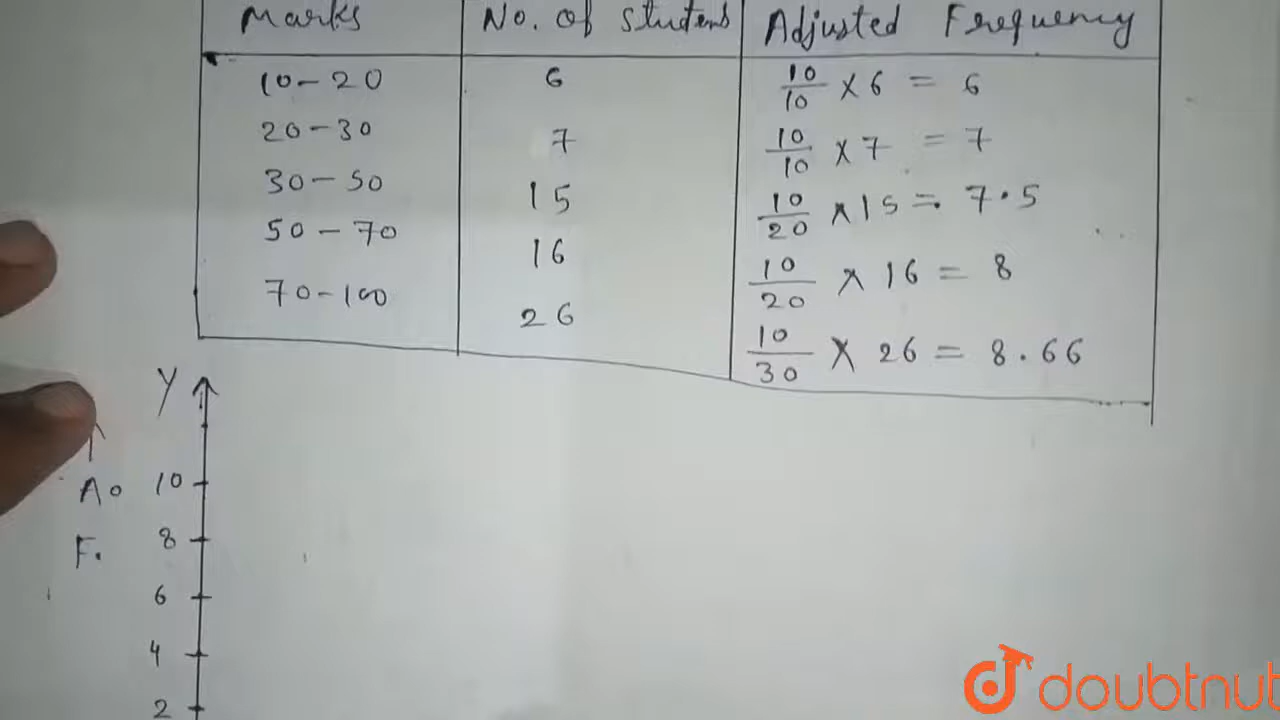 Marks No. of Students Adjusted Frequency
10-20 6 10/10 × 6 = 6
20-30 7 10/10 × 7 = 7
30-50 15 10/20 × 15 = 7.5
50-70 16 10/20 × 16 = 8
70-100 26 10/30 × 26 = 8.66
Y
A. 10
F. 8
6
4
2
doubtnut